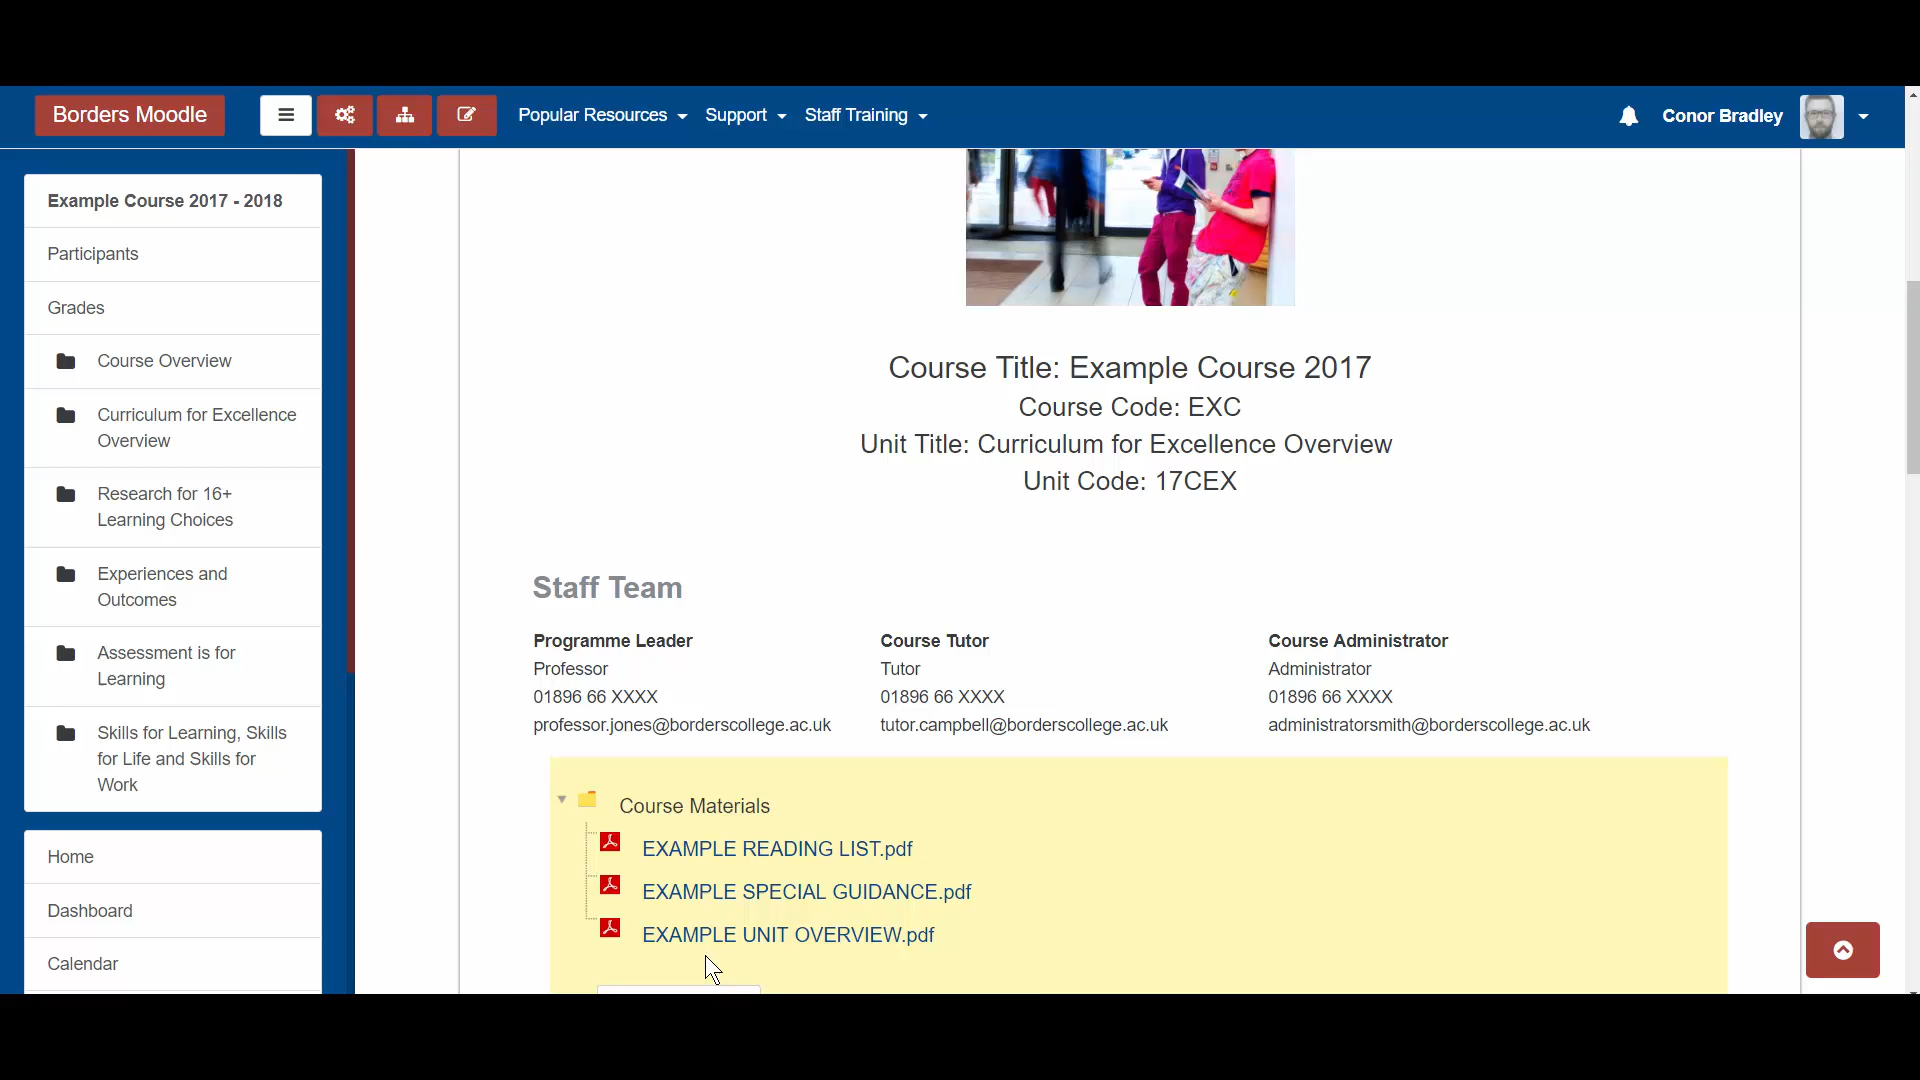 Borders Moodle
Popular Resources
Support
Staff Training
Conor Bradley
Example Course 2017 - 2018
Participants
Grades
Course Overview
Curriculum for Excellence
Overview
Research for 16+
Learning Choices
Experiences and
Outcomes
Assessment is for
Learning
Skills for Learning, Skills
for Life and Skills for
Work
Home
Dashboard
Calendar
Course Title: Example Course 2017
Course Code: EXC
Unit Title: Curriculum for Excellence Overview
Unit Code: 17CEX
Staff Team
Programme Leader
Professor
01896 66 XXXX
professor.jones@borderscollege.ac.uk
Course Tutor
Tutor
01896 66 XXXX
tutor.campbell@borderscollege.ac.uk
Course Administrator
Administrator
01896 66 XXXX
administratorsmith@borderscollege.ac.uk
Course Materials
EXAMPLE READING LIST.pdf
EXAMPLE SPECIAL GUIDANCE.pdf
EXAMPLE UNIT OVERVIEW.pdf